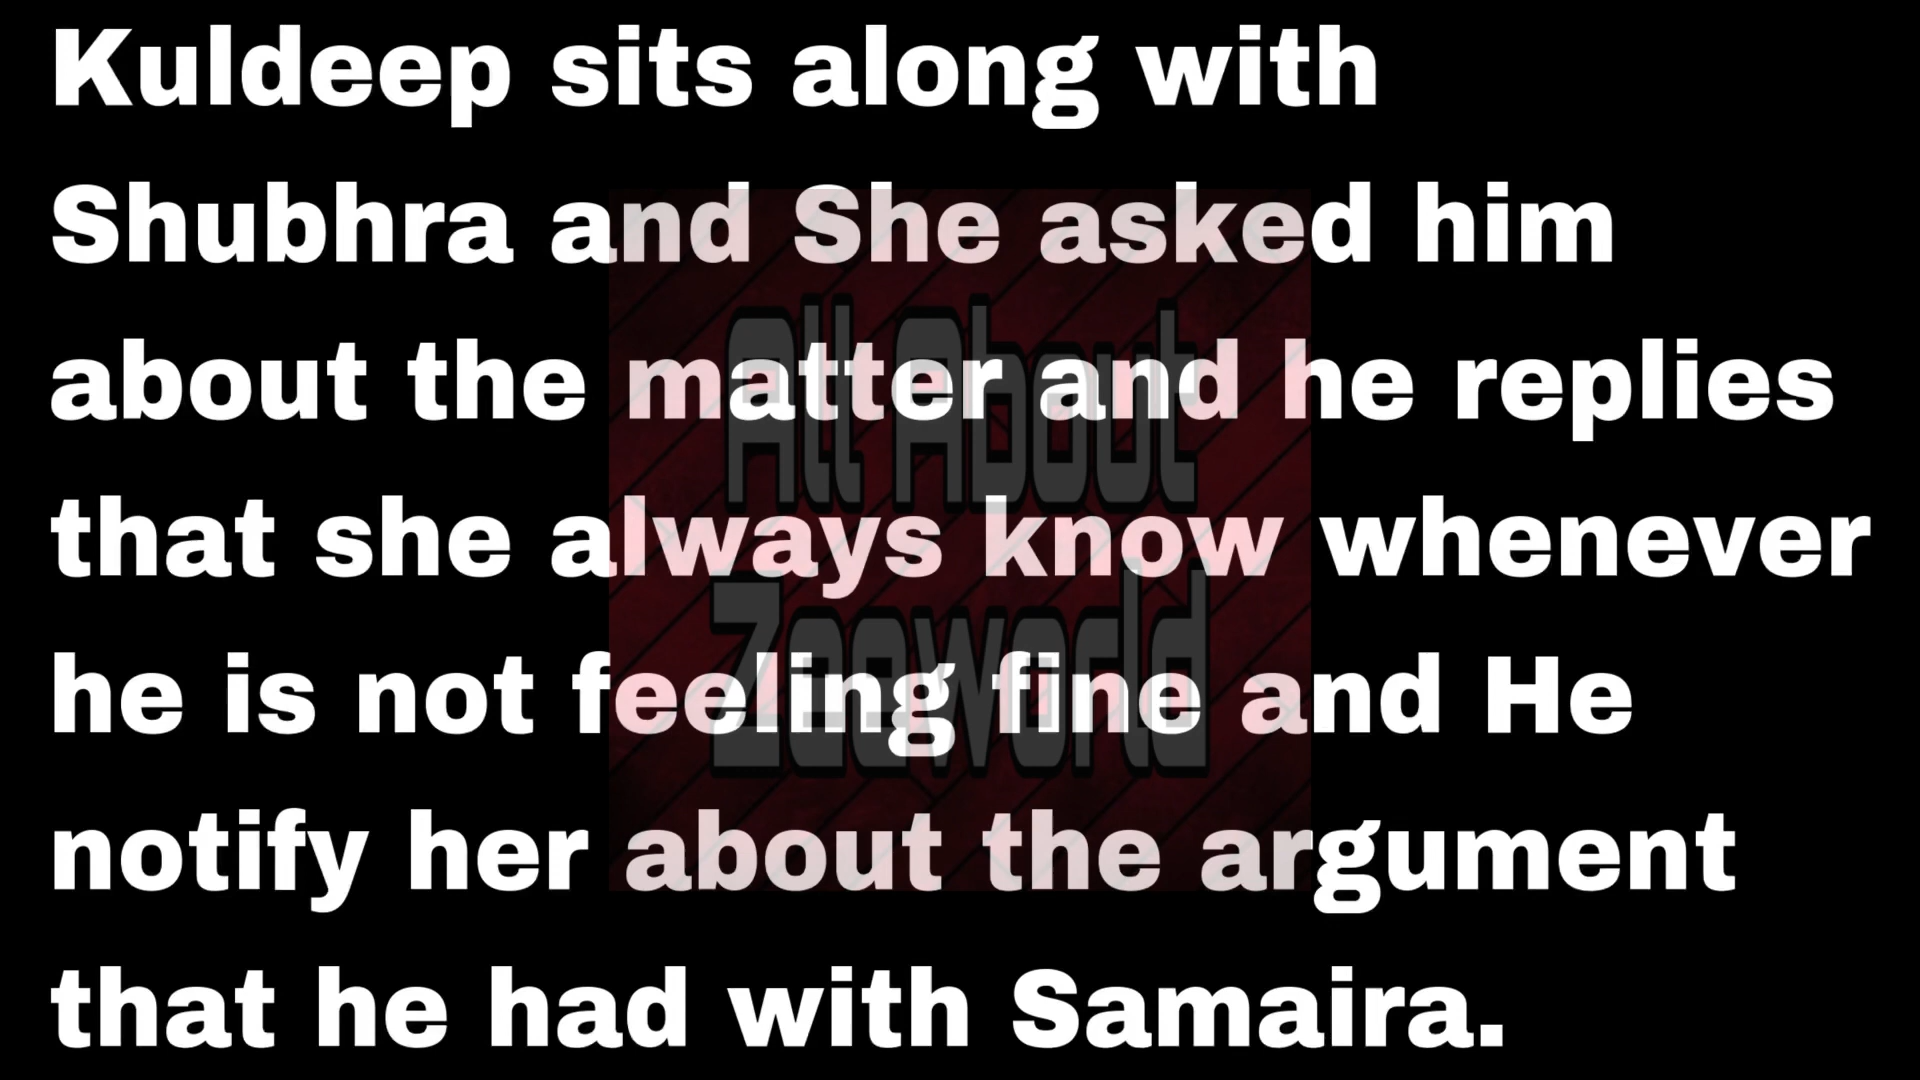 Kuldeep sits along with
Shubhra and She asked him
about the matter and he replies
that she always know whenever
he is not feeling fine and He
notify her about the argument
that he had with Samaira.
All About
Zeeworld